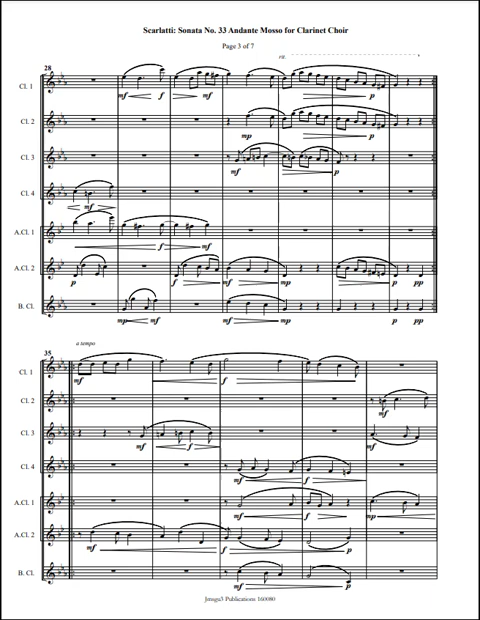 Scarlatti: Sonata No. 33 Andante Mosso for Clarinet Choir
Page 3 of 7
rit.
28
Cl. 1
mf f mf p
Cl. 2
mp p
Cl. 3
mf p
Cl. 4
mf
A.Cl. 1
f mf
A.Cl. 2
p f mf mp p pp
B. Cl.
mp mf mf mp p pp
a tempo
35
Cl. 1
mf f
Cl. 2
mf
Cl. 3
mf f mf
Cl. 4
mf f
A.Cl. 1
mf f mp
A.Cl. 2
mf f mf p
B. Cl.
mf p
Jmsgu3 Publications 160080